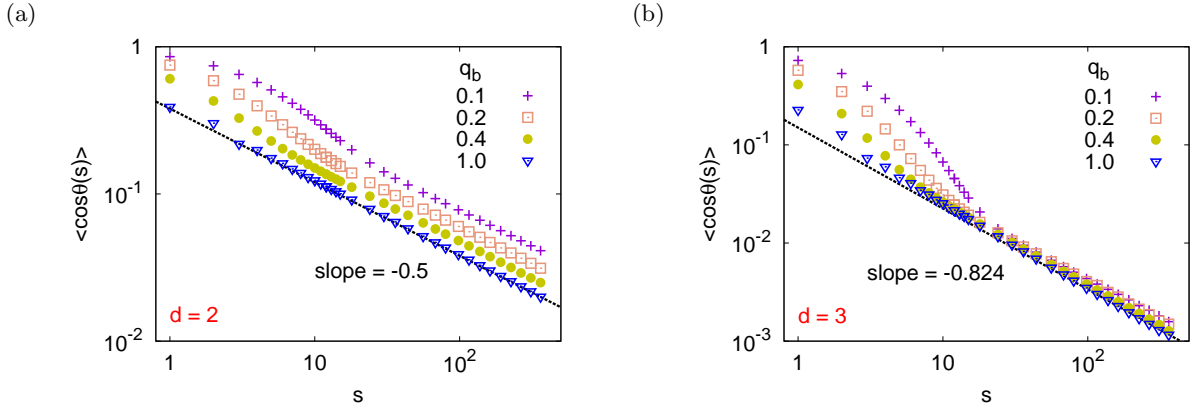 (a)
1
10^-1
10^-2
<cosθ(s)>
q_b
0.1
0.2
0.4
1.0
slope = -0.5
d = 2
1
10
10^2
s
(b)
1
10^-1
10^-2
10^-3
<cosθ(s)>
q_b
0.1
0.2
0.4
1.0
slope = -0.824
d = 3
1
10
10^2
s